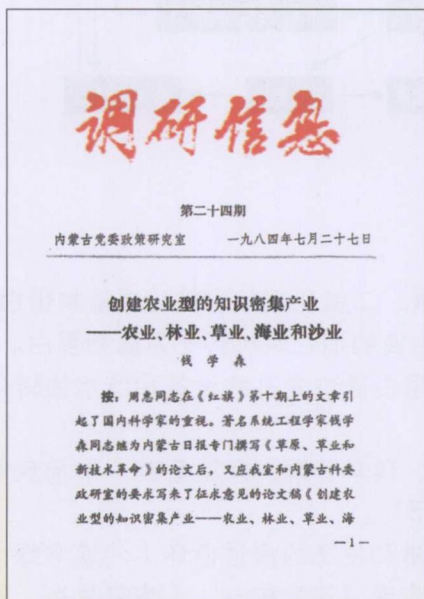 调研信息
第二十四期
内蒙古党委政策研究室 一九八四年七月二十七日
创建农业型的知识密集产业
——农业、林业、草业、海业和沙业
钱学森
按：周惠同志在《红旗》第十期上的文章引
起了国内科学家的重视。著名系统工程学家钱学
森同志继为内蒙古日报专门撰写《草原、草业和
新技术革命》的论文后，又应我室和内蒙古科委
政研室的要求写来了征求意见的论文稿《创建农
业型的知识密集产业——农业、林业、草业、海
—1—